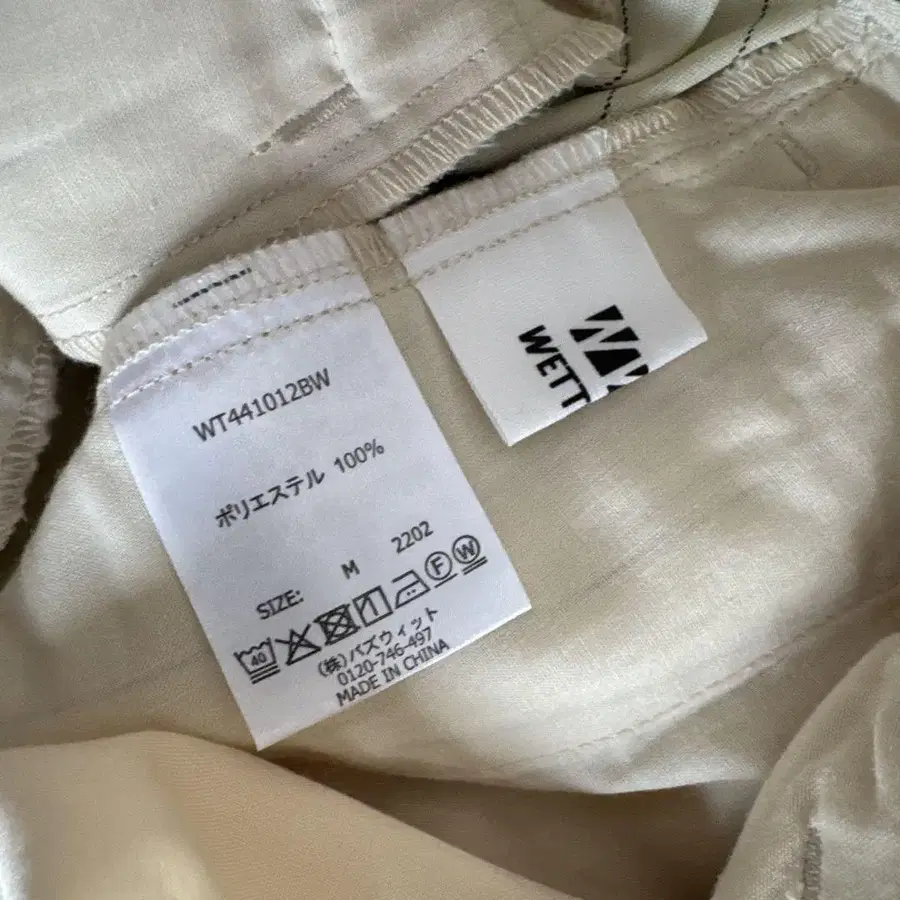 WT441012BW
ポリエステル 100%
SIZE: M 2202
40 F W
(株)バズウィット
0120-746-497
MADE IN CHINA
WETT